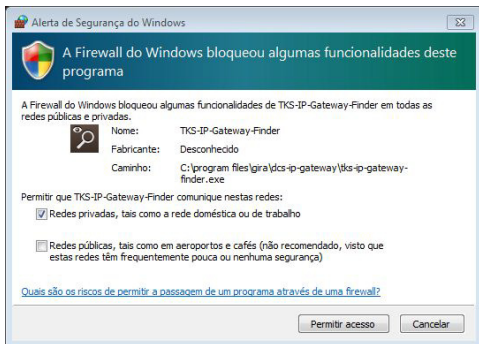 Alerta de Segurança do Windows
A Firewall do Windows bloqueou algumas funcionalidades deste
programa
A Firewall do Windows bloqueou algumas funcionalidades de TKS-IP-Gateway-Finder em todas as
redes públicas e privadas.
Nome: TKS-IP-Gateway-Finder
Fabricante: Desconhecido
Caminho: C:\program files\gira\dcs-ip-gateway\tks-ip-gateway-
finder.exe
Permitir que TKS-IP-Gateway-Finder comunique nestas redes:
Redes privadas, tais como a rede doméstica ou de trabalho
Redes públicas, tais como em aeroportos e cafés (não recomendado, visto que
estas redes têm frequentemente pouca ou nenhuma segurança)
Quais são os riscos de permitir a passagem de um programa através de uma firewall?
Permitir acesso Cancelar